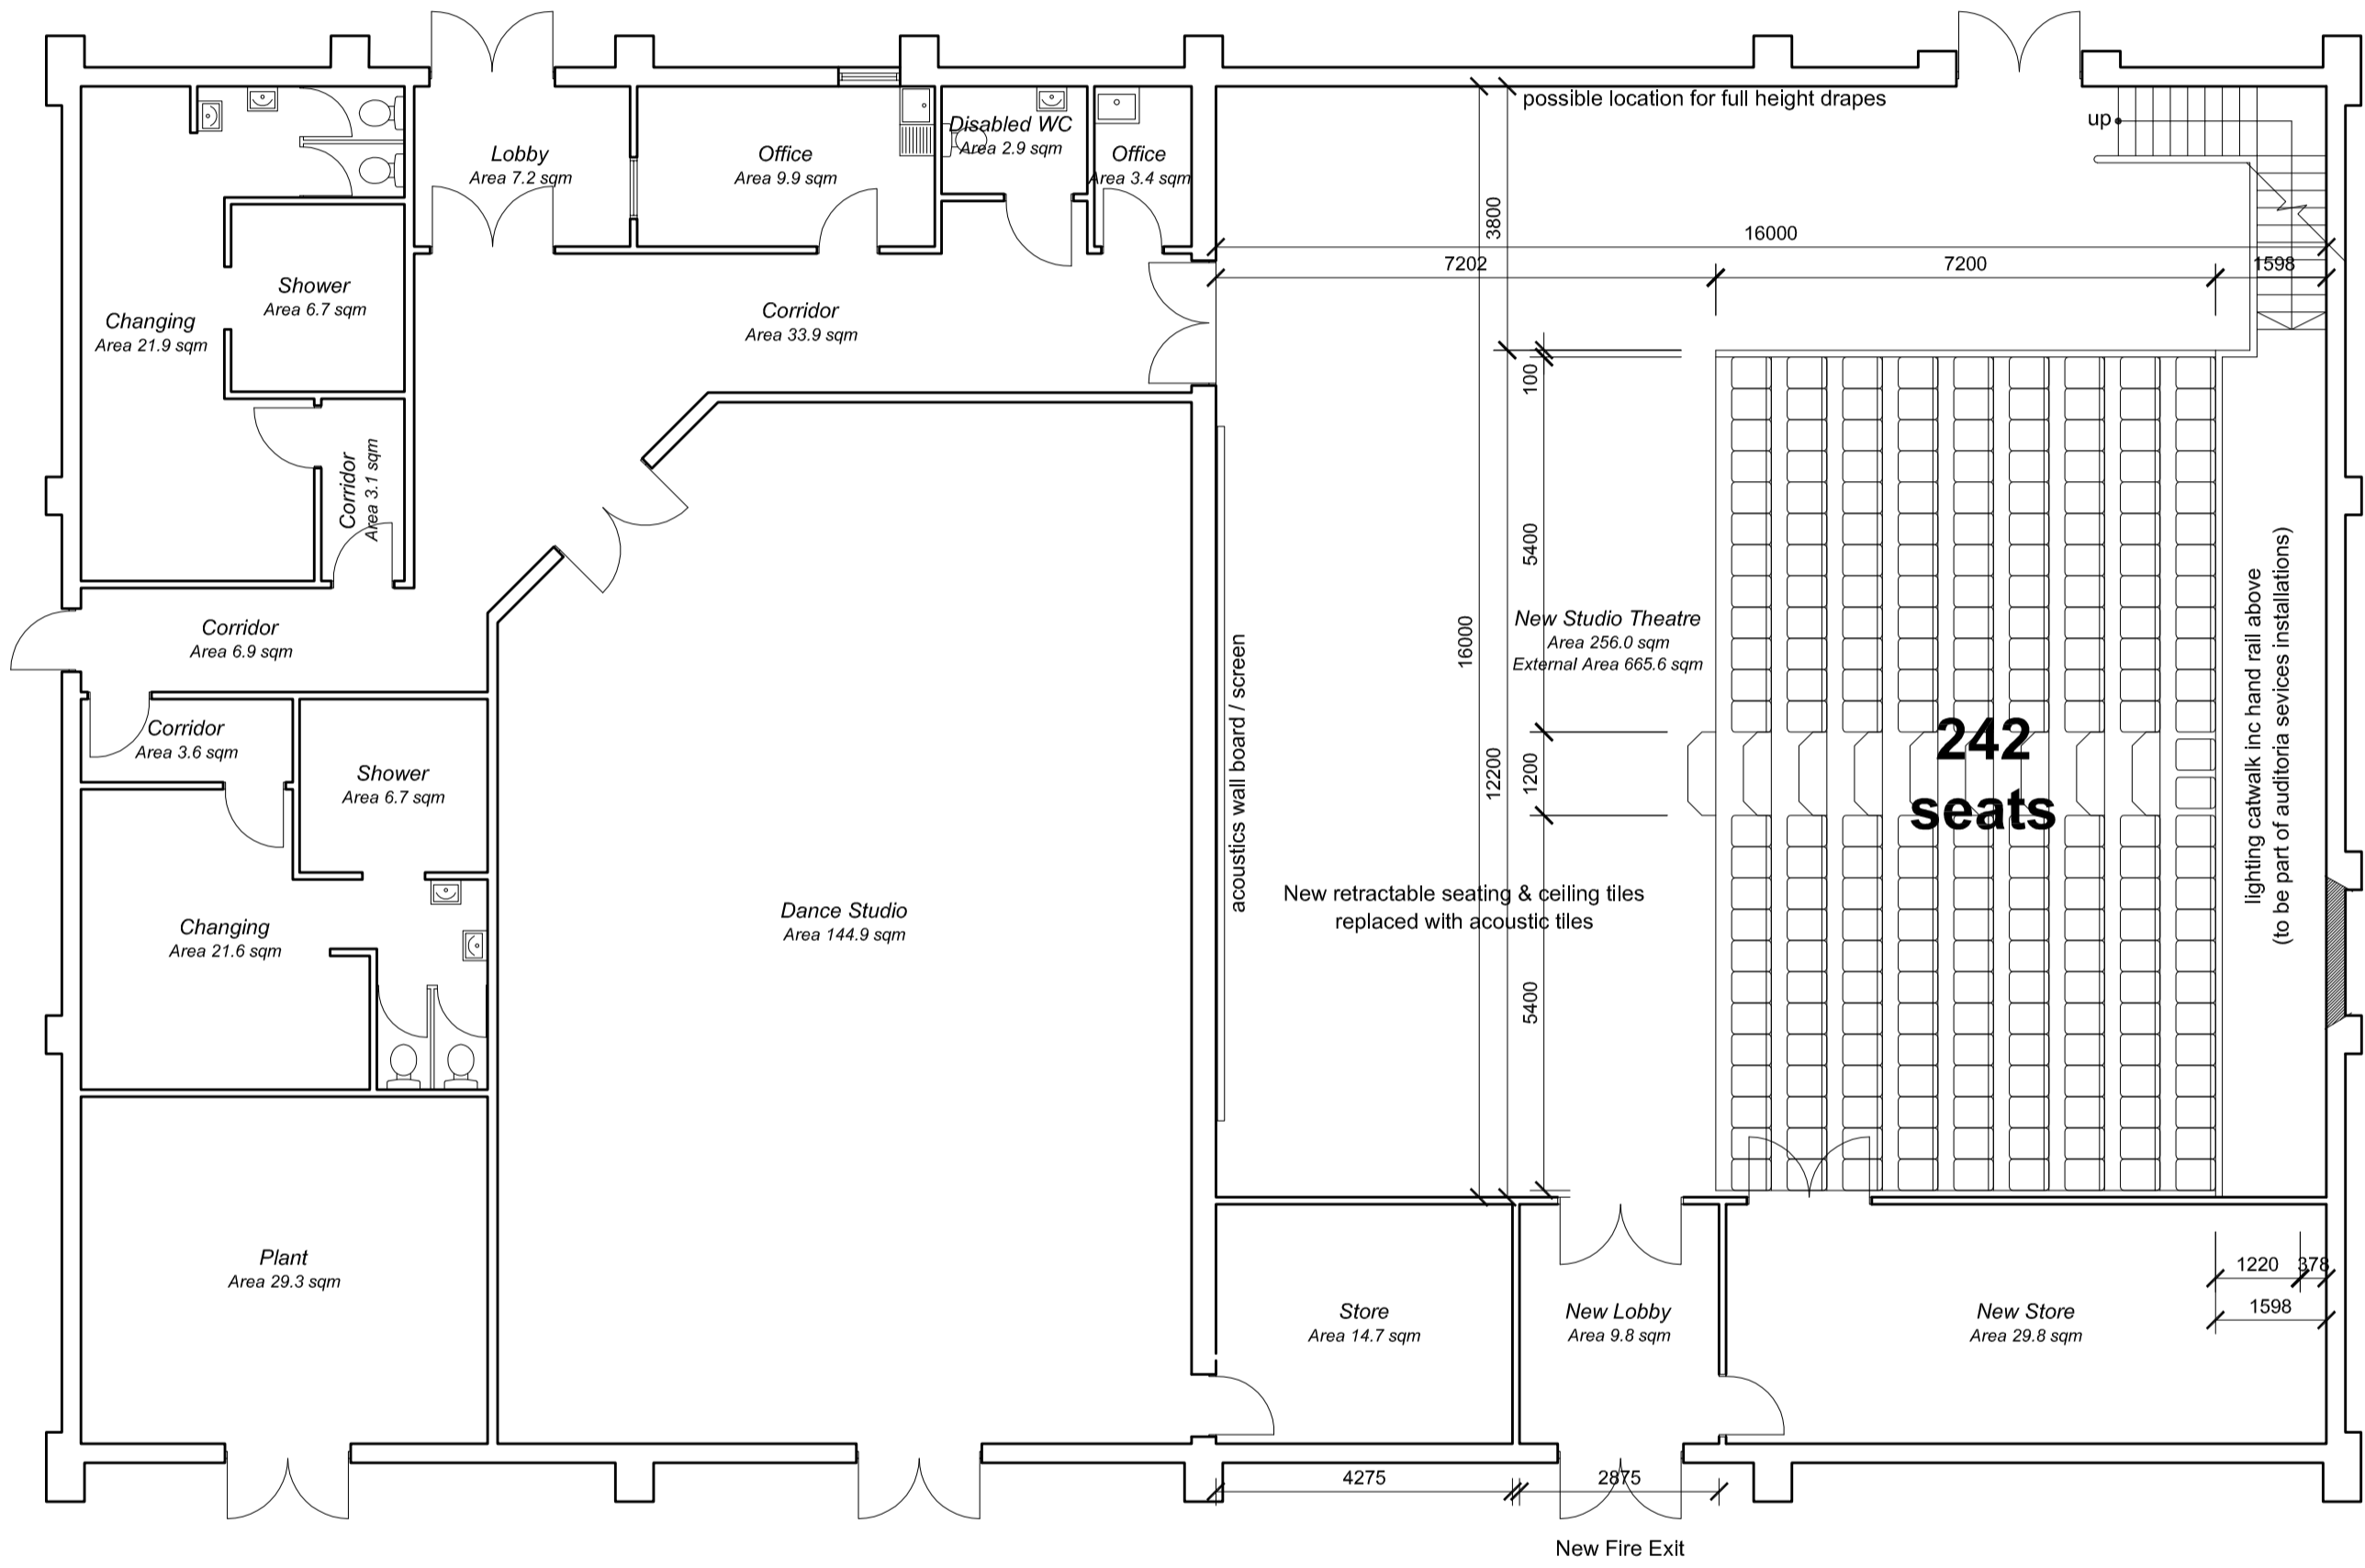 possible location for full height drapes
up
Disabled WC
Area 2.9 sqm
Lobby
Area 7.2 sqm
Office
Area 9.9 sqm
Office
Area 3.4 sqm
3800
16000
7202
7200
1598
Shower
Area 6.7 sqm
Corridor
Area 33.9 sqm
Changing
Area 21.9 sqm
100
Corridor
Area 3.1 sqm
5400
Corridor
Area 6.9 sqm
New Studio Theatre
Area 256.0 sqm
External Area 665.6 sqm
16000
acoustics wall board / screen
lighting catwalk inc hand rail above
(to be part of auditoria sevices installations)
Corridor
Area 3.6 sqm
242
seats
12200
1200
Shower
Area 6.7 sqm
New retractable seating & ceiling tiles
replaced with acoustic tiles
Dance Studio
Area 144.9 sqm
Changing
Area 21.6 sqm
5400
Plant
Area 29.3 sqm
1220
378
1598
Store
Area 14.7 sqm
New Lobby
Area 9.8 sqm
New Store
Area 29.8 sqm
4275
2875
New Fire Exit